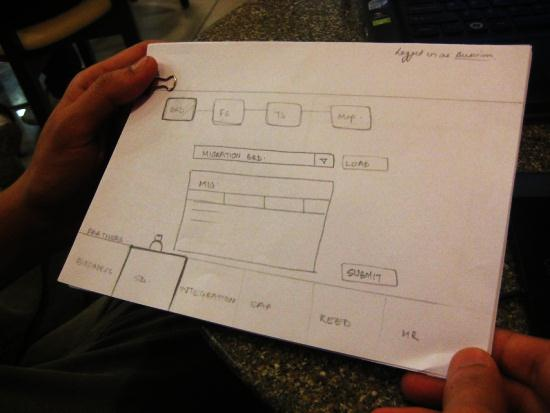 Logged in as Business
BRD. FS TS Map.
MIGRATION BRD. LOAD
MIG
SUBMIT
PARTNERS
BUSINESS SD. INTEGRATION SAP REED HR